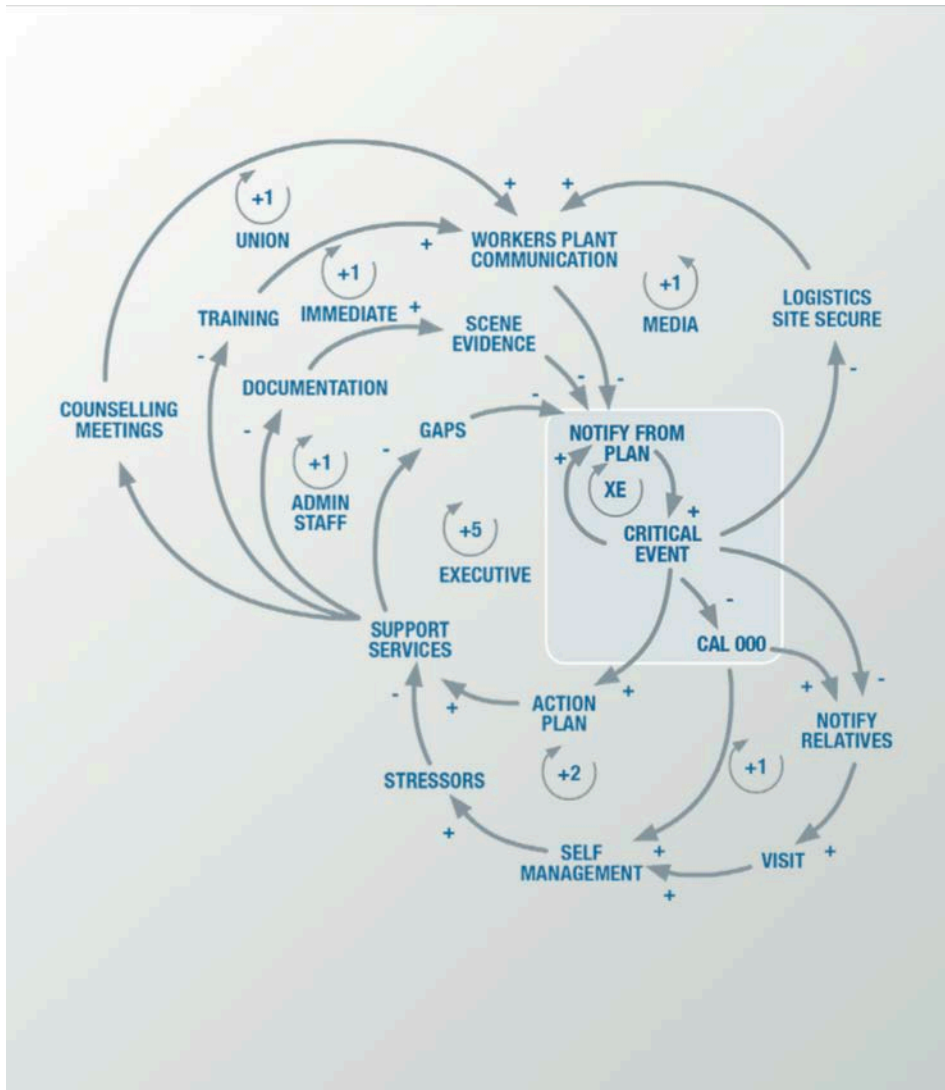 +1
UNION
+
+
+
WORKERS PLANT
COMMUNICATION
+1
IMMEDIATE
+1
MEDIA
LOGISTICS
SITE SECURE
TRAINING
+
SCENE
EVIDENCE
-
-
DOCUMENTATION
-
-
-
-
COUNSELLING
MEETINGS
-
GAPS
NOTIFY FROM
PLAN
-
+
+1
ADMIN
STAFF
XE
+
+5
EXECUTIVE
CRITICAL
EVENT
-
SUPPORT
SERVICES
CAL 000
-
+
+
-
+
ACTION
PLAN
NOTIFY
RELATIVES
STRESSORS
+2
+1
+
SELF
MANAGEMENT
+
VISIT
+
+